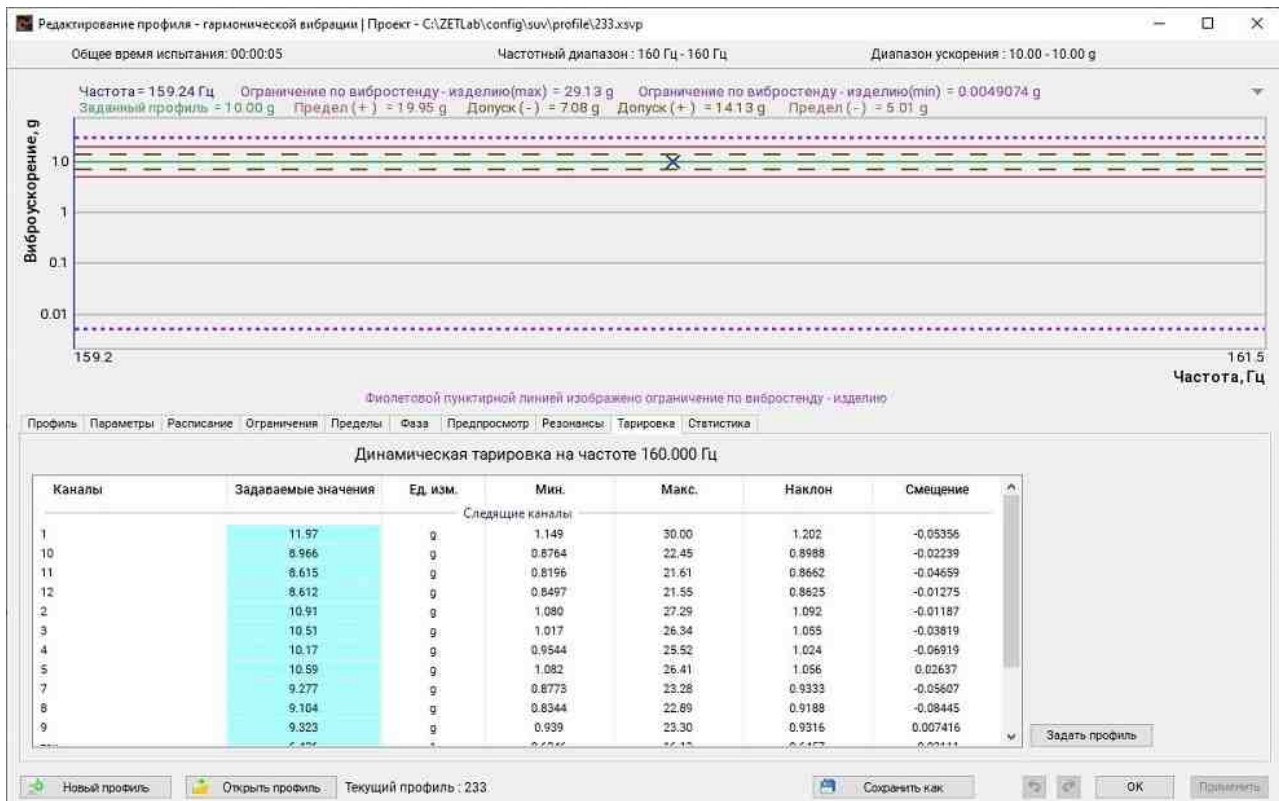 Редактирование профиля - гармонической вибрации | Проект - C:\ZETLab\config\suv\profile\233.xsvp
Общее время испытания: 00:00:05 Частотный диапазон : 160 Гц - 160 Гц Диапазон ускорения : 10.00 - 10.00 g
Частота = 159.24 Гц Ограничение по вибростенду - изделию(max) = 29.13 g Ограничение по вибростенду - изделию(min) = 0.0049074 g
Заданный профиль = 10.00 g Предел (+) = 19.95 g Допуск (-) = 7.08 g Допуск (+) = 14.13 g Предел (-) = 5.01 g
Виброускорение, g
10
1
0.1
0.01
159.2 161.5
Частота, Гц
Фиолетовой пунктирной линией изображено ограничение по вибростенду - изделию
Профиль Параметры Расписание Ограничения Пределы Фаза Предпросмотр Резонансы Тарировка Статистика
Динамическая тарировка на частоте 160.000 Гц
Каналы Задаваемые значения Ед. изм. Мин. Макс. Наклон Смещение
Следящие каналы
1 11.97 g 1.149 30.00 1.202 -0.05356
10 8.966 g 0.8764 22.45 0.8988 -0.02239
11 8.615 g 0.8196 21.61 0.8662 -0.04659
12 8.612 g 0.8497 21.55 0.8625 -0.01275
2 10.91 g 1.080 27.29 1.092 -0.01187
3 10.51 g 1.017 26.34 1.055 -0.03819
4 10.17 g 0.9544 25.52 1.024 -0.06919
5 10.59 g 1.082 26.41 1.056 0.02637
7 9.277 g 0.8773 23.28 0.9333 -0.05607
8 9.104 g 0.8344 22.89 0.9188 -0.08445
9 9.323 g 0.939 23.30 0.9316 0.007416
Задать профиль
Новый профиль Открыть профиль Текущий профиль : 233 Сохранить как OK Применить